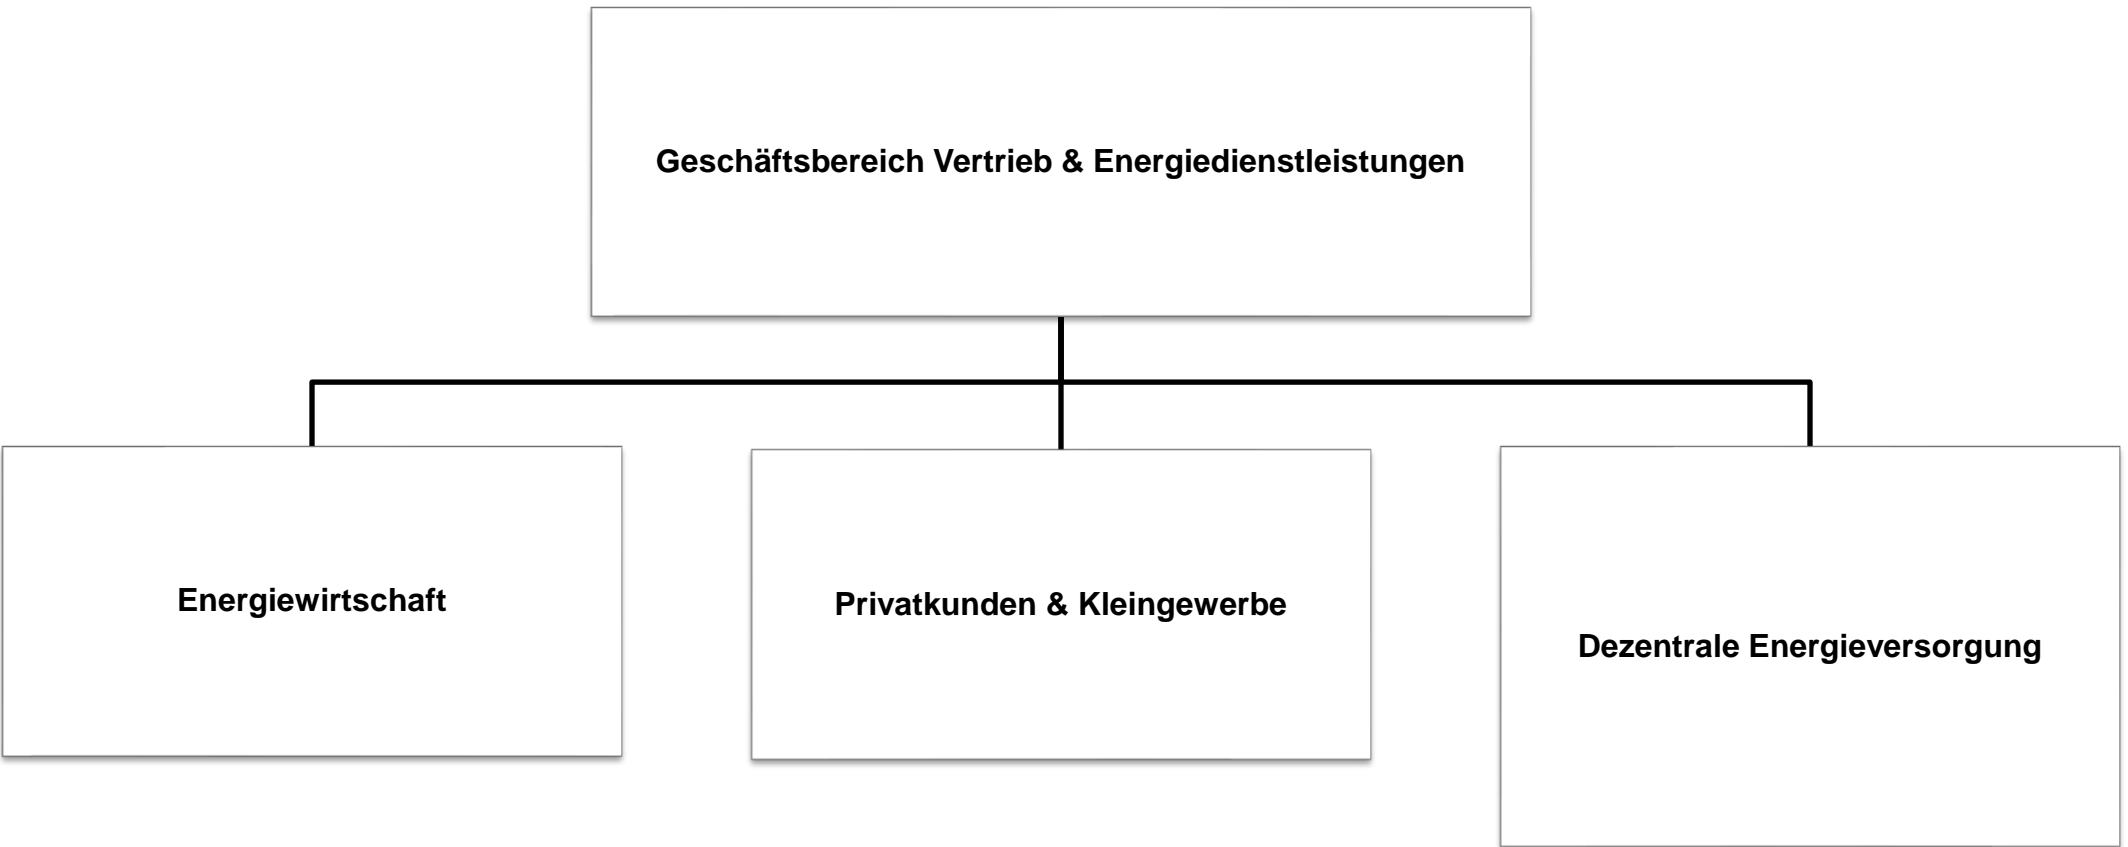 Geschäftsbereich Vertrieb & Energiedienstleistungen
Energiewirtschaft
Privatkunden & Kleingewerbe
Dezentrale Energieversorgung